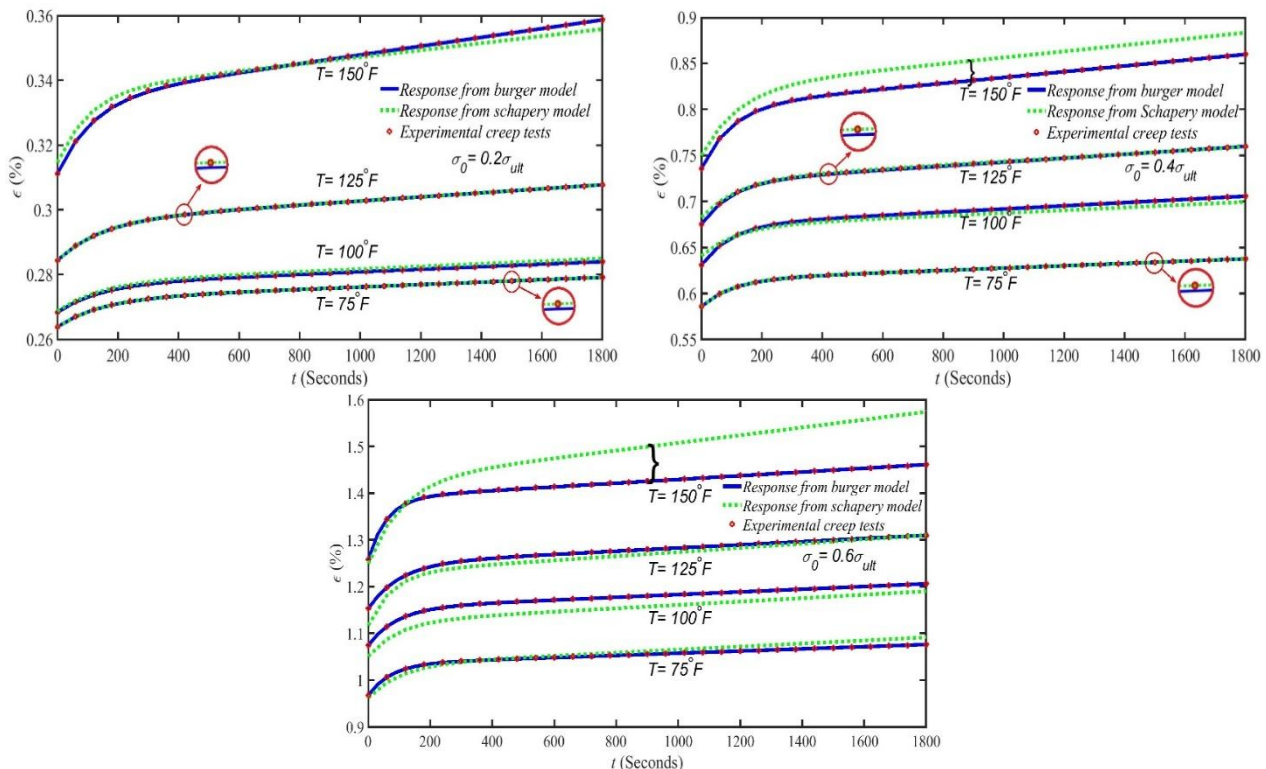 0.36
0.34
0.32
0.3
0.28
0.26
ϵ (%)
T= 150°F
Response from burger model
Response from schapery model
Experimental creep tests
σ0= 0.2σult
T= 125°F
T= 100°F
T= 75°F
0 200 400 600 800 1000 1200 1400 1600 1800
t (Seconds)
0.9
0.85
0.8
0.75
0.7
0.65
0.6
0.55
ϵ (%)
T= 150°F
Response from burger model
Response from Schapery model
Experimental creep tests
T= 125°F
σ0= 0.4σult
T= 100°F
T= 75°F
0 200 400 600 800 1000 1200 1400 1600 1800
t (Seconds)
1.6
1.5
1.4
1.3
1.2
1.1
1
0.9
ϵ (%)
}
T= 150°F
Response from burger model
Response from schapery model
Experimental creep tests
T= 125°F
σ0= 0.6σult
T= 100°F
T= 75°F
0 200 400 600 800 1000 1200 1400 1600 1800
t (Seconds)